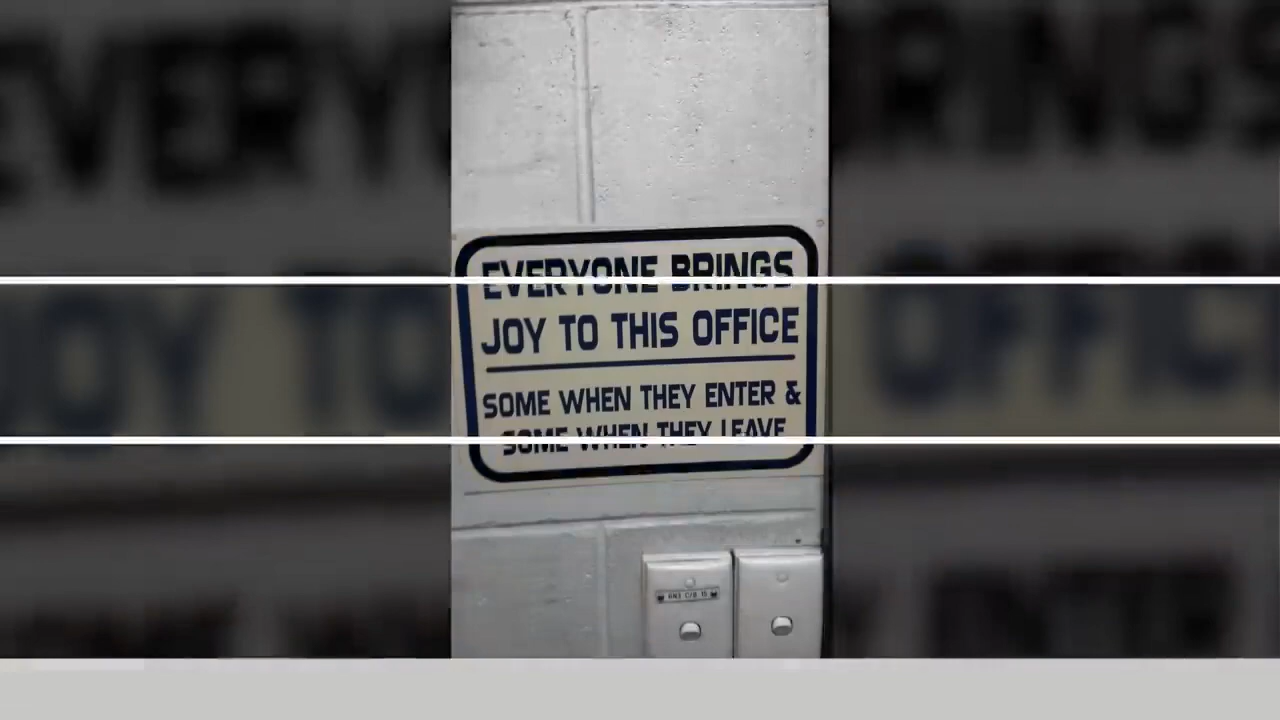 EVERYONE BRINGS
JOY TO THIS OFFICE
SOME WHEN THEY ENTER &
SOME WHEN THEY LEAVE